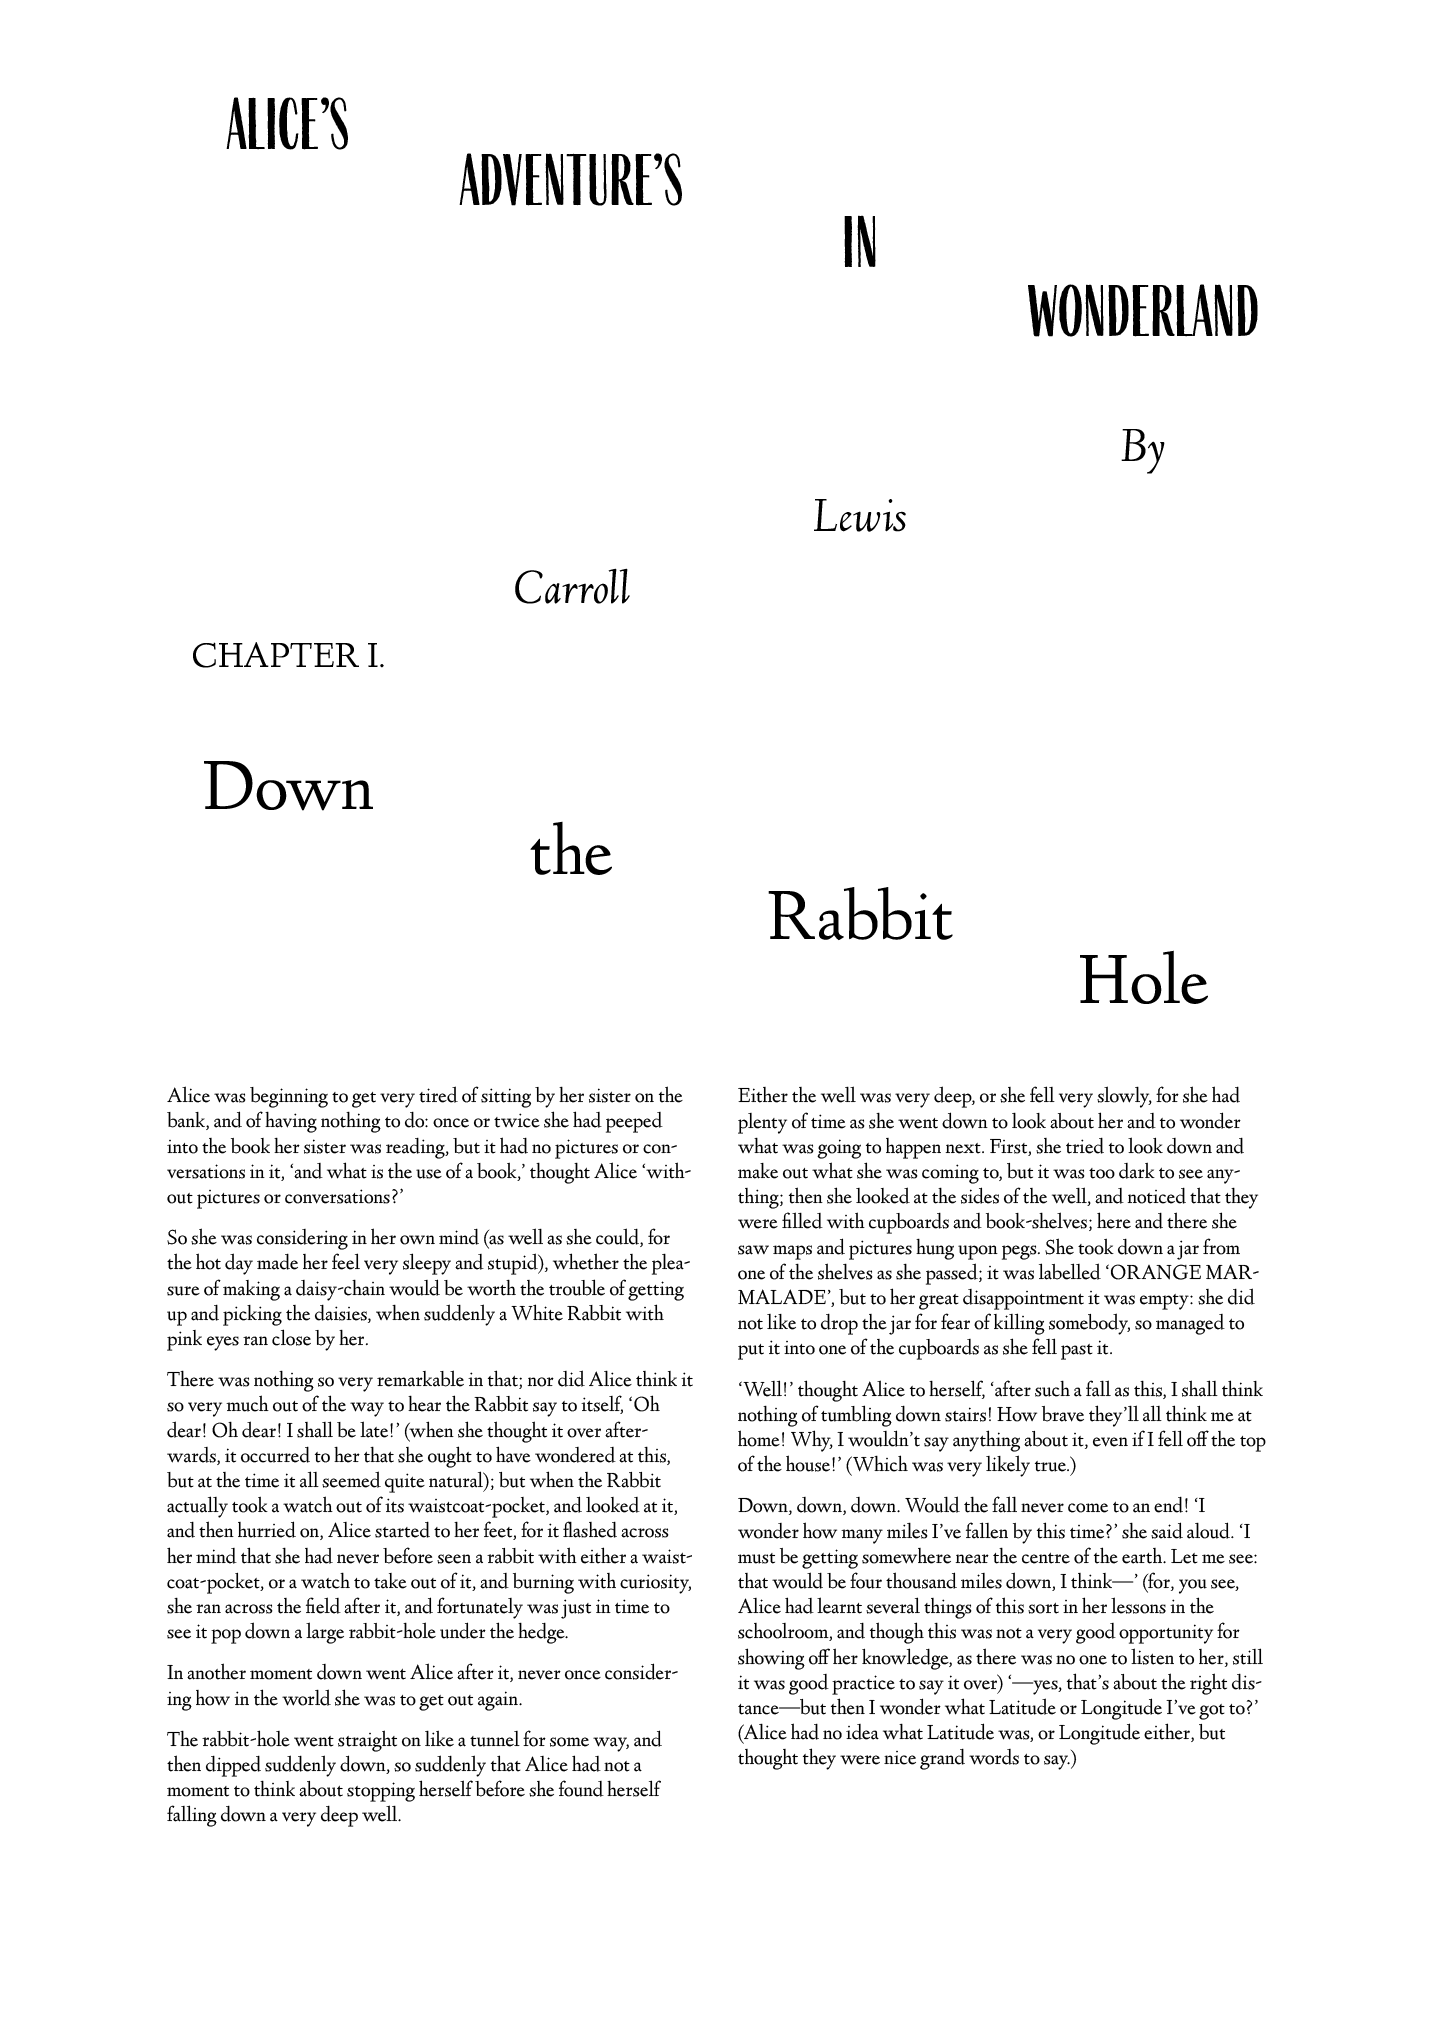 ALICE’S
ADVENTURE’S
IN
WONDERLAND
By
Lewis
Carroll
CHAPTER I.
Down
the
Rabbit
Hole
Alice was beginning to get very tired of sitting by her sister on the
bank, and of having nothing to do: once or twice she had peeped
into the book her sister was reading, but it had no pictures or con-
versations in it, ‘and what is the use of a book,’ thought Alice ‘with-
out pictures or conversations?’
So she was considering in her own mind (as well as she could, for
the hot day made her feel very sleepy and stupid), whether the plea-
sure of making a daisy-chain would be worth the trouble of getting
up and picking the daisies, when suddenly a White Rabbit with
pink eyes ran close by her.
There was nothing so very remarkable in that; nor did Alice think it
so very much out of the way to hear the Rabbit say to itself, ‘Oh
dear! Oh dear! I shall be late!’ (when she thought it over after-
wards, it occurred to her that she ought to have wondered at this,
but at the time it all seemed quite natural); but when the Rabbit
actually took a watch out of its waistcoat-pocket, and looked at it,
and then hurried on, Alice started to her feet, for it flashed across
her mind that she had never before seen a rabbit with either a waist-
coat-pocket, or a watch to take out of it, and burning with curiosity,
she ran across the field after it, and fortunately was just in time to
see it pop down a large rabbit-hole under the hedge.
In another moment down went Alice after it, never once consider-
ing how in the world she was to get out again.
The rabbit-hole went straight on like a tunnel for some way, and
then dipped suddenly down, so suddenly that Alice had not a
moment to think about stopping herself before she found herself
falling down a very deep well.
Either the well was very deep, or she fell very slowly, for she had
plenty of time as she went down to look about her and to wonder
what was going to happen next. First, she tried to look down and
make out what she was coming to, but it was too dark to see any-
thing; then she looked at the sides of the well, and noticed that they
were filled with cupboards and book-shelves; here and there she
saw maps and pictures hung upon pegs. She took down a jar from
one of the shelves as she passed; it was labelled ‘ORANGE MAR-
MALADE’, but to her great disappointment it was empty: she did
not like to drop the jar for fear of killing somebody, so managed to
put it into one of the cupboards as she fell past it.
‘Well!’ thought Alice to herself, ‘after such a fall as this, I shall think
nothing of tumbling down stairs! How brave they’ll all think me at
home! Why, I wouldn’t say anything about it, even if I fell off the top
of the house!’ (Which was very likely true.)
Down, down, down. Would the fall never come to an end! ‘I
wonder how many miles I’ve fallen by this time?’ she said aloud. ‘I
must be getting somewhere near the centre of the earth. Let me see:
that would be four thousand miles down, I think—’ (for, you see,
Alice had learnt several things of this sort in her lessons in the
schoolroom, and though this was not a very good opportunity for
showing off her knowledge, as there was no one to listen to her, still
it was good practice to say it over) ‘—yes, that’s about the right dis-
tance—but then I wonder what Latitude or Longitude I’ve got to?’
(Alice had no idea what Latitude was, or Longitude either, but
thought they were nice grand words to say.)